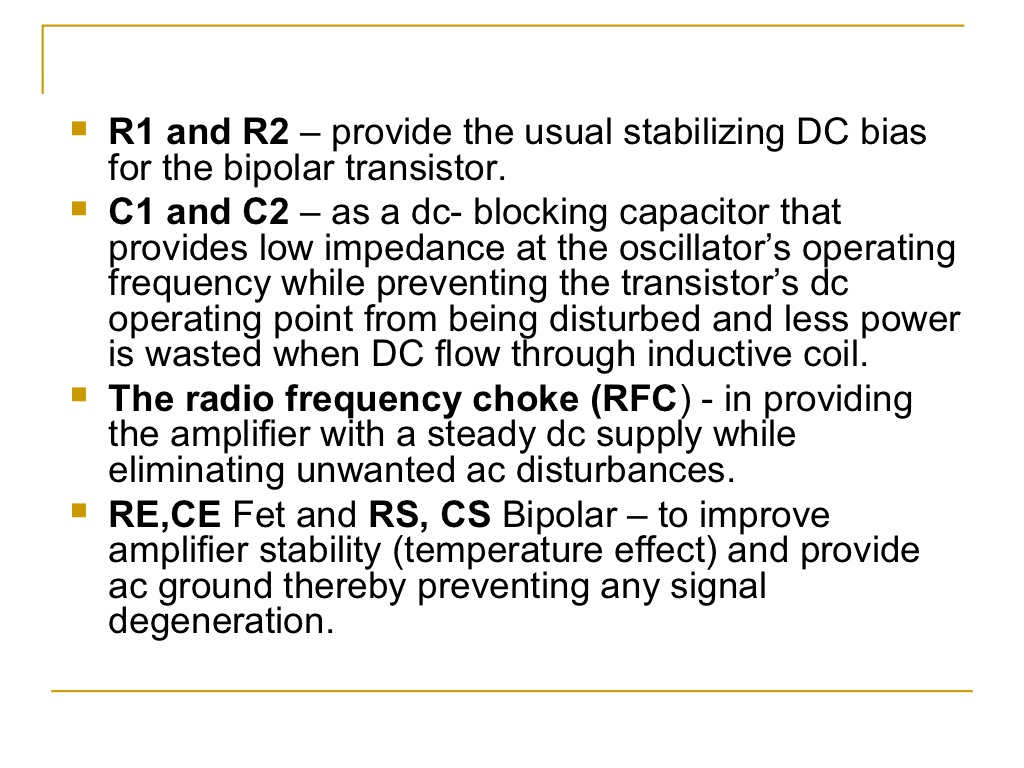 R1 and R2 – provide the usual stabilizing DC bias
for the bipolar transistor.
C1 and C2 – as a dc- blocking capacitor that
provides low impedance at the oscillator’s operating
frequency while preventing the transistor’s dc
operating point from being disturbed and less power
is wasted when DC flow through inductive coil.
The radio frequency choke (RFC) - in providing
the amplifier with a steady dc supply while
eliminating unwanted ac disturbances.
RE,CE Fet and RS, CS Bipolar – to improve
amplifier stability (temperature effect) and provide
ac ground thereby preventing any signal
degeneration.